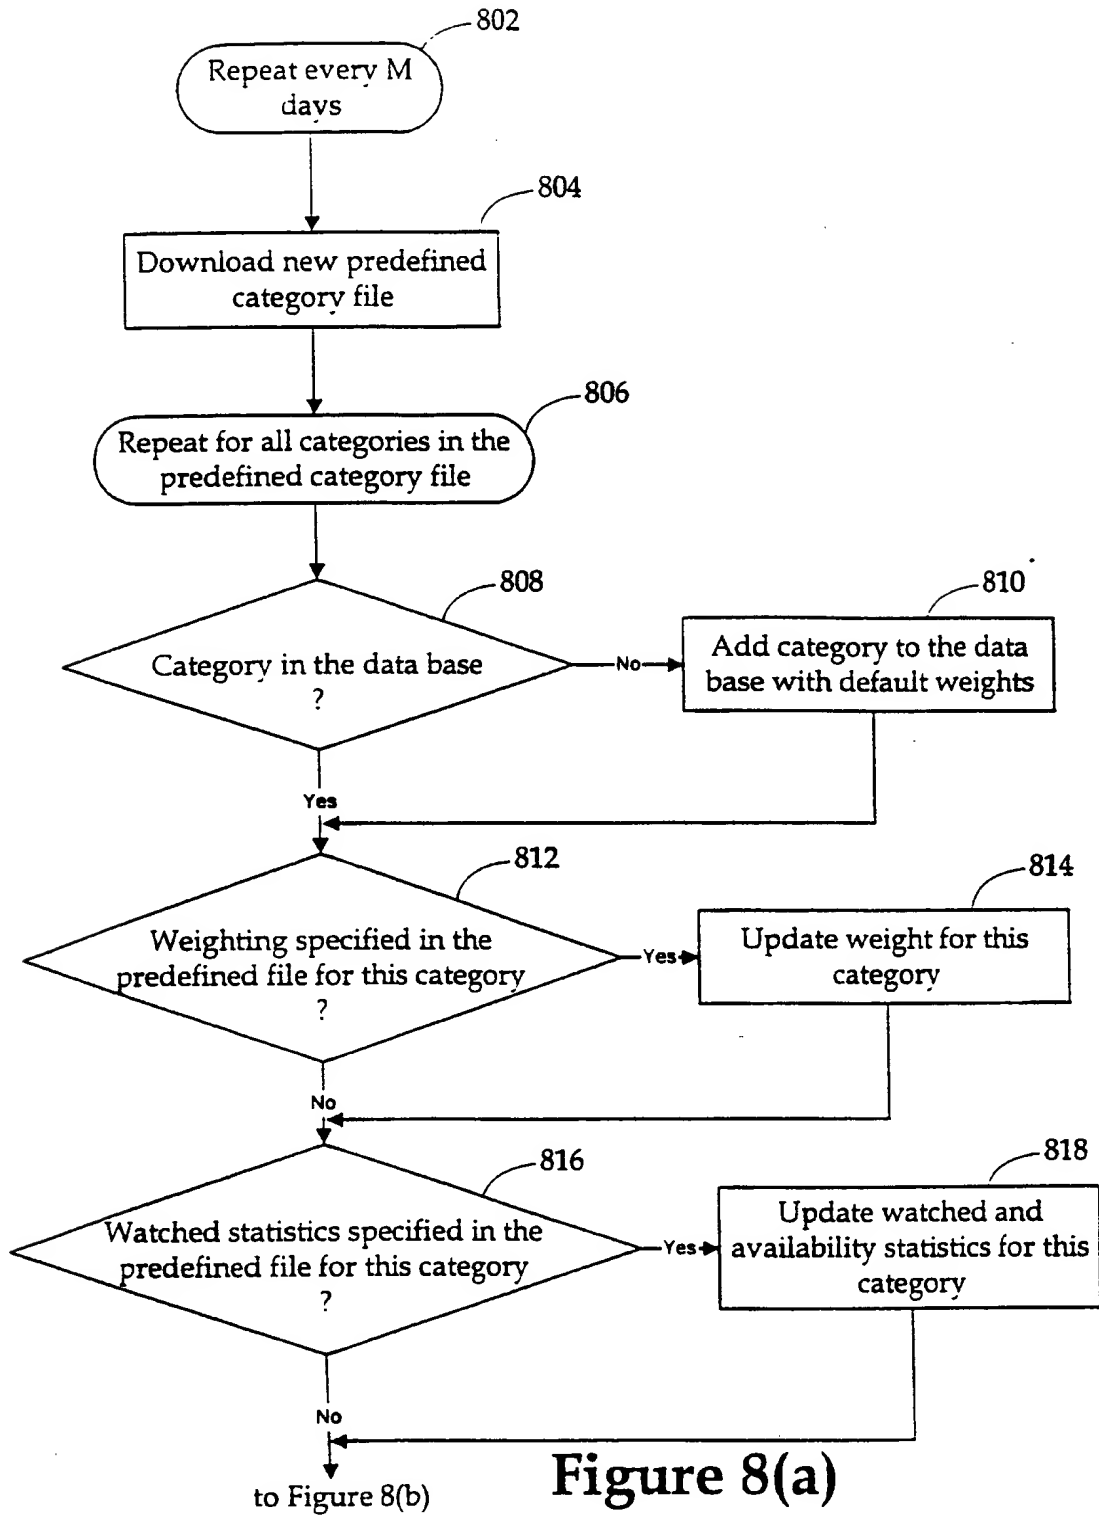 802
Repeat every M
days
804
Download new predefined
category file
806
Repeat for all categories in the
predefined category file
808
Category in the data base
?
No
810
Add category to the data
base with default weights
Yes
812
Weighting specified in the
predefined file for this category
?
Yes
814
Update weight for this
category
No
816
Watched statistics specified in the
predefined file for this category
?
Yes
818
Update watched and
availability statistics for this
category
No
to Figure 8(b)
Figure 8(a)